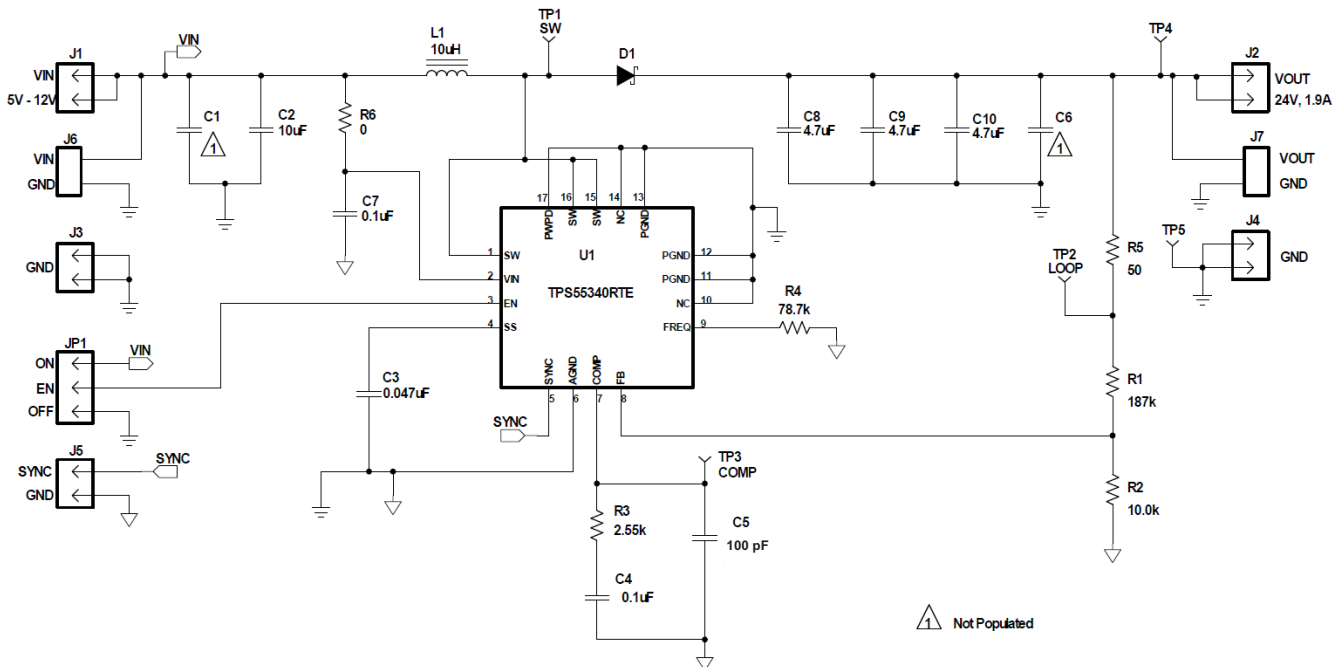 TP1
SW
TP4
VIN
L1
10uH
D1
J1
VIN
5V - 12V
J2
VOUT
24V, 1.9A
C1
1
C2
10uF
R6
0
C8
4.7uF
C9
4.7uF
C10
4.7uF
C6
1
J6
VIN
GND
J7
VOUT
GND
C7
0.1uF
17
16
15
14
13
PWPD
SW
SW
NC
PGND
U1
TPS55340RTE
1
SW
2
VIN
3
EN
4
SS
PGND
12
PGND
11
NC
10
FREQ
9
SYNC
AGND
COMP
FB
5
6
7
8
J3
GND
TP5
J4
GND
TP2
LOOP
R5
50
R4
78.7k
JP1
ON
EN
OFF
VIN
C3
0.047uF
R1
187k
SYNC
J5
SYNC
GND
SYNC
TP3
COMP
R2
10.0k
R3
2.55k
C5
100 pF
C4
0.1uF
1 Not Populated